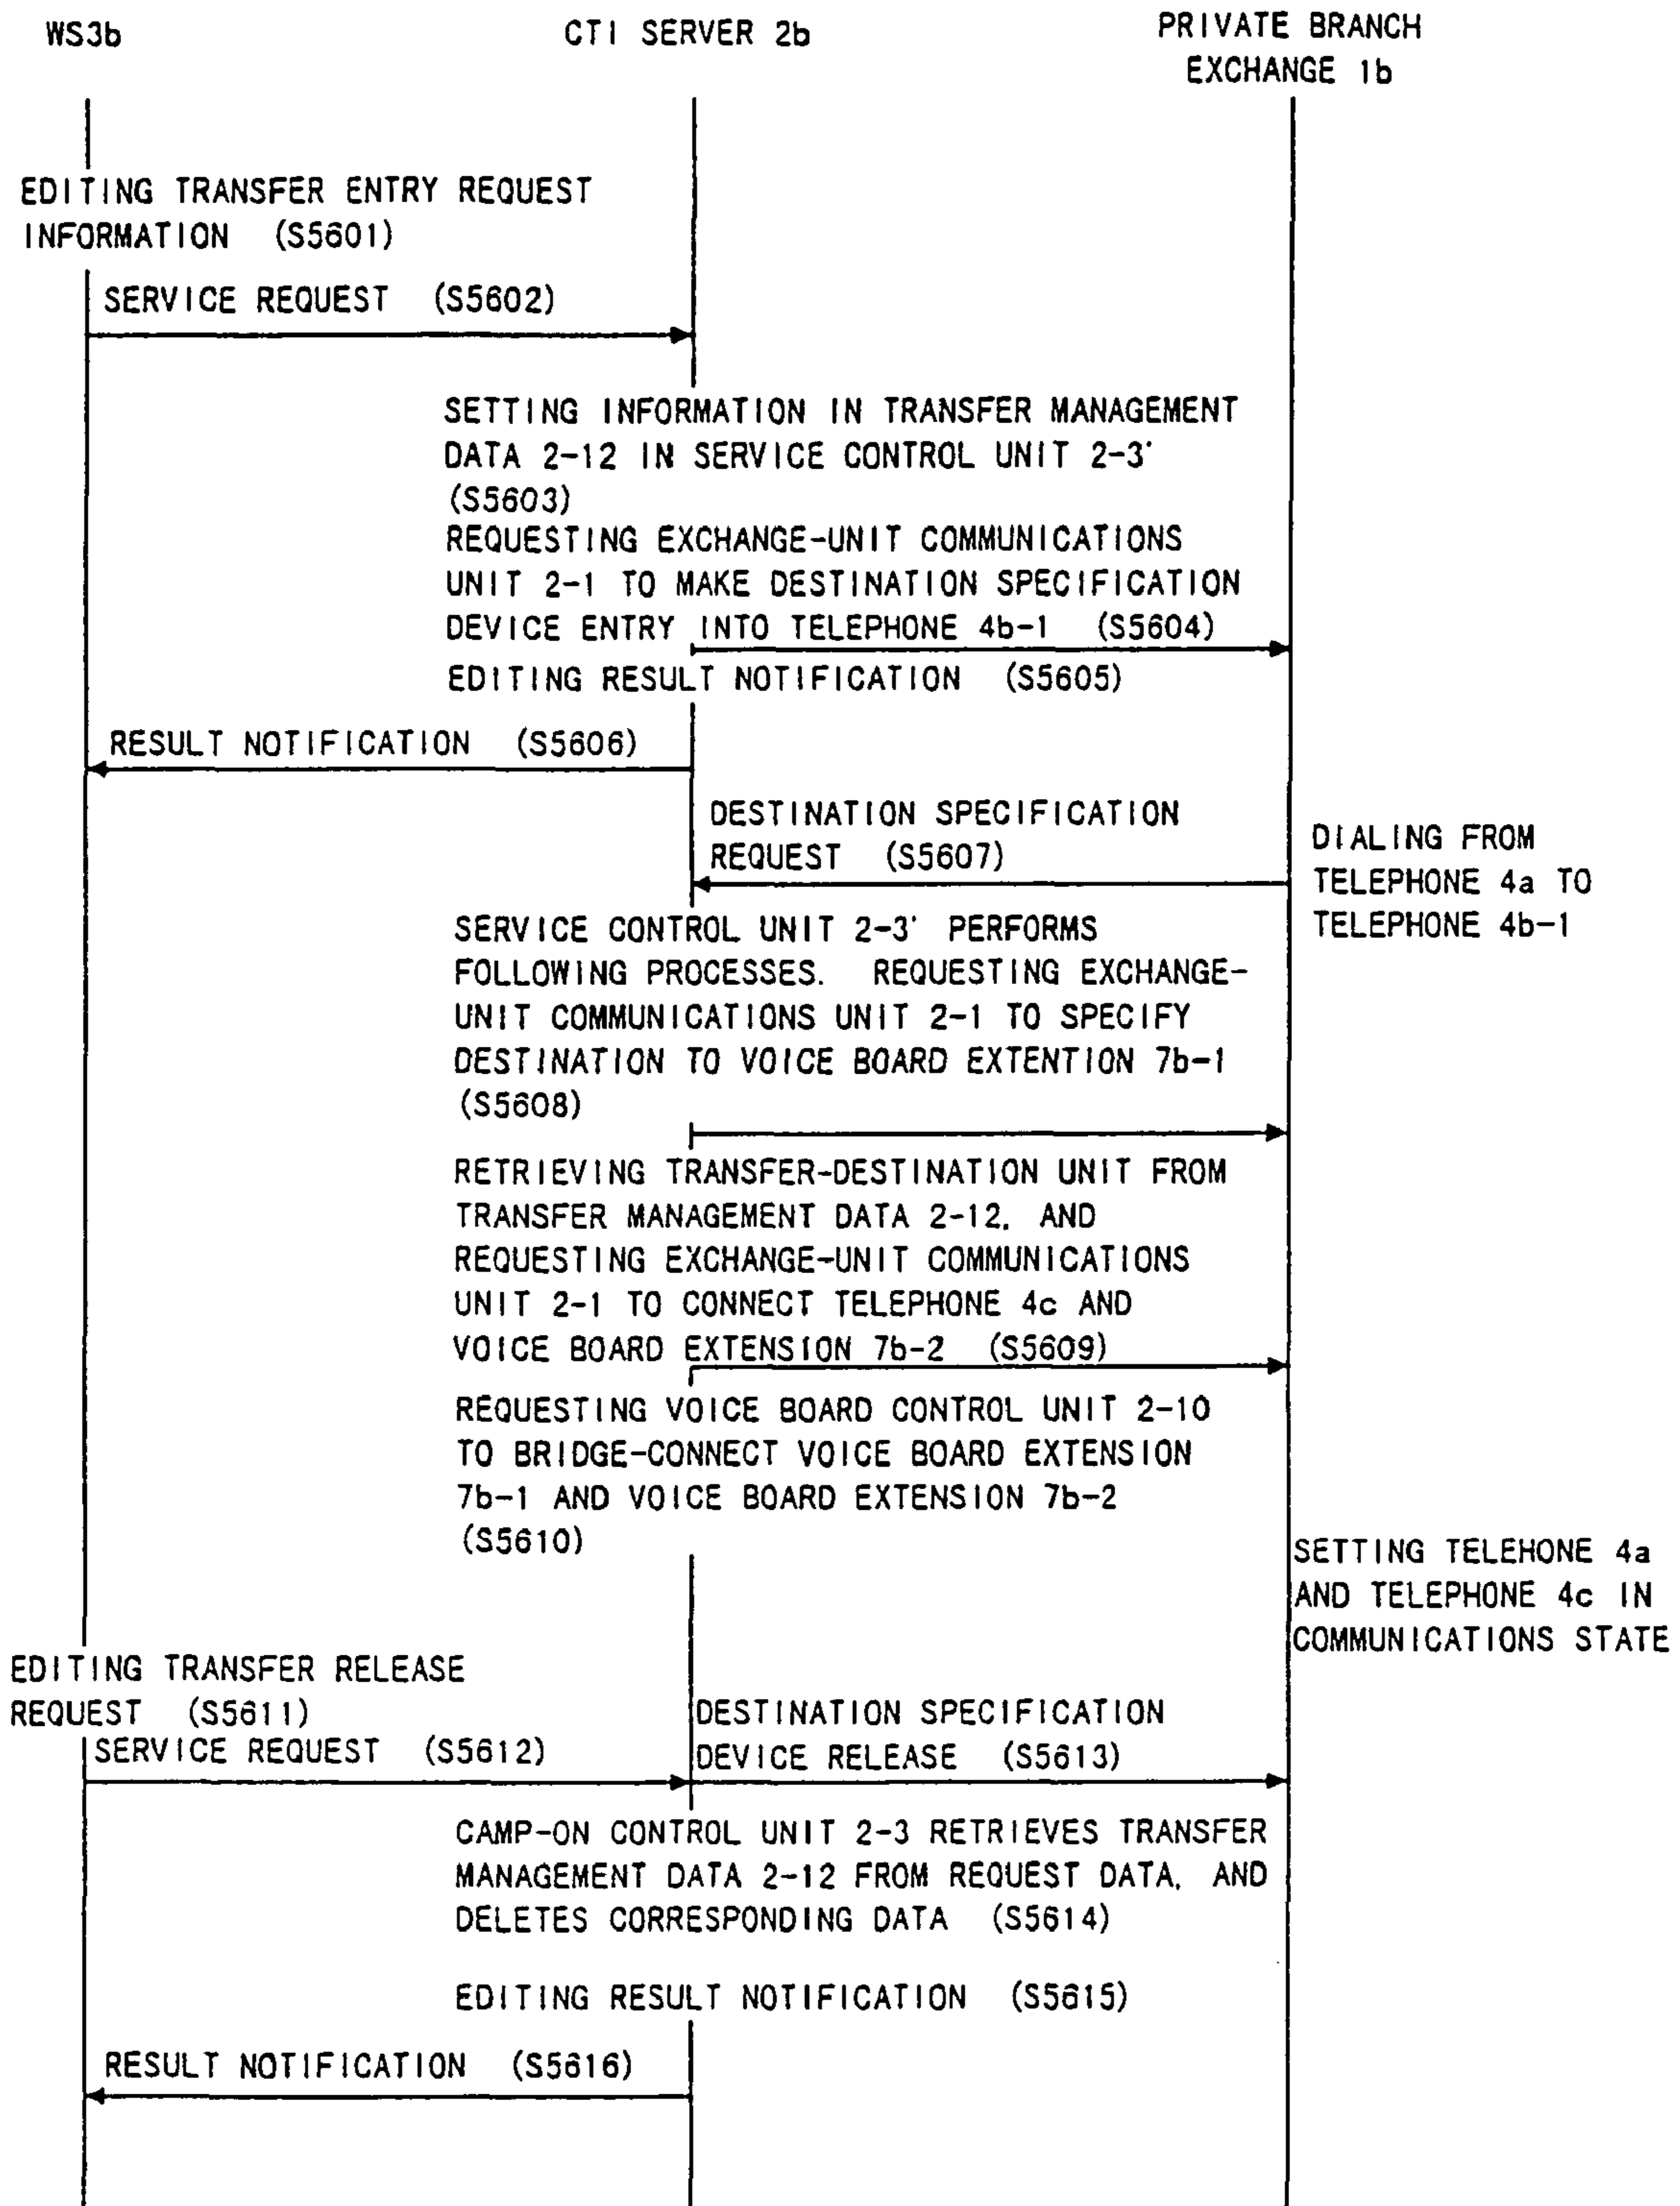 WS3b
CTI SERVER 2b
PRIVATE BRANCH
EXCHANGE 1b
EDITING TRANSFER ENTRY REQUEST
INFORMATION (S5601)
SERVICE REQUEST (S5602)
SETTING INFORMATION IN TRANSFER MANAGEMENT
DATA 2-12 IN SERVICE CONTROL UNIT 2-3'
(S5603)
REQUESTING EXCHANGE-UNIT COMMUNICATIONS
UNIT 2-1 TO MAKE DESTINATION SPECIFICATION
DEVICE ENTRY INTO TELEPHONE 4b-1 (S5604)
EDITING RESULT NOTIFICATION (S5605)
RESULT NOTIFICATION (S5606)
DESTINATION SPECIFICATION
REQUEST (S5607)
DIALING FROM
TELEPHONE 4a TO
TELEPHONE 4b-1
SERVICE CONTROL UNIT 2-3' PERFORMS
FOLLOWING PROCESSES. REQUESTING EXCHANGE-
UNIT COMMUNICATIONS UNIT 2-1 TO SPECIFY
DESTINATION TO VOICE BOARD EXTENTION 7b-1
(S5608)
RETRIEVING TRANSFER-DESTINATION UNIT FROM
TRANSFER MANAGEMENT DATA 2-12, AND
REQUESTING EXCHANGE-UNIT COMMUNICATIONS
UNIT 2-1 TO CONNECT TELEPHONE 4c AND
VOICE BOARD EXTENSION 7b-2 (S5609)
REQUESTING VOICE BOARD CONTROL UNIT 2-10
TO BRIDGE-CONNECT VOICE BOARD EXTENSION
7b-1 AND VOICE BOARD EXTENSION 7b-2
(S5610)
SETTING TELEHONE 4a
AND TELEPHONE 4c IN
COMMUNICATIONS STATE
EDITING TRANSFER RELEASE
REQUEST (S5611)
SERVICE REQUEST (S5612)
DESTINATION SPECIFICATION
DEVICE RELEASE (S5613)
CAMP-ON CONTROL UNIT 2-3 RETRIEVES TRANSFER
MANAGEMENT DATA 2-12 FROM REQUEST DATA, AND
DELETES CORRESPONDING DATA (S5614)
EDITING RESULT NOTIFICATION (S5615)
RESULT NOTIFICATION (S5616)